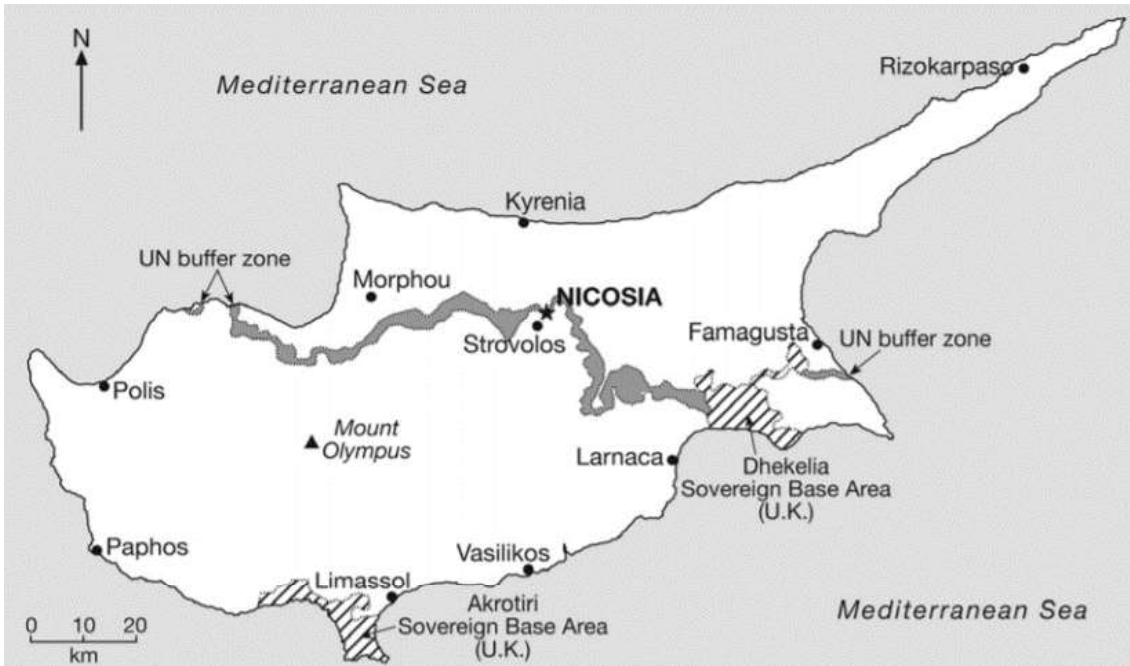 N
Mediterranean Sea
Rizokarpaso
Kyrenia
UN buffer zone
Morphou
NICOSIA
Strovolos
Famagusta
UN buffer zone
Polis
Mount
Olympus
Larnaca
Dhekelia
Sovereign Base Area
(U.K.)
Paphos
Vasilikos
Limassol
Akrotiri
Sovereign Base Area
(U.K.)
Mediterranean Sea
0 10 20
km